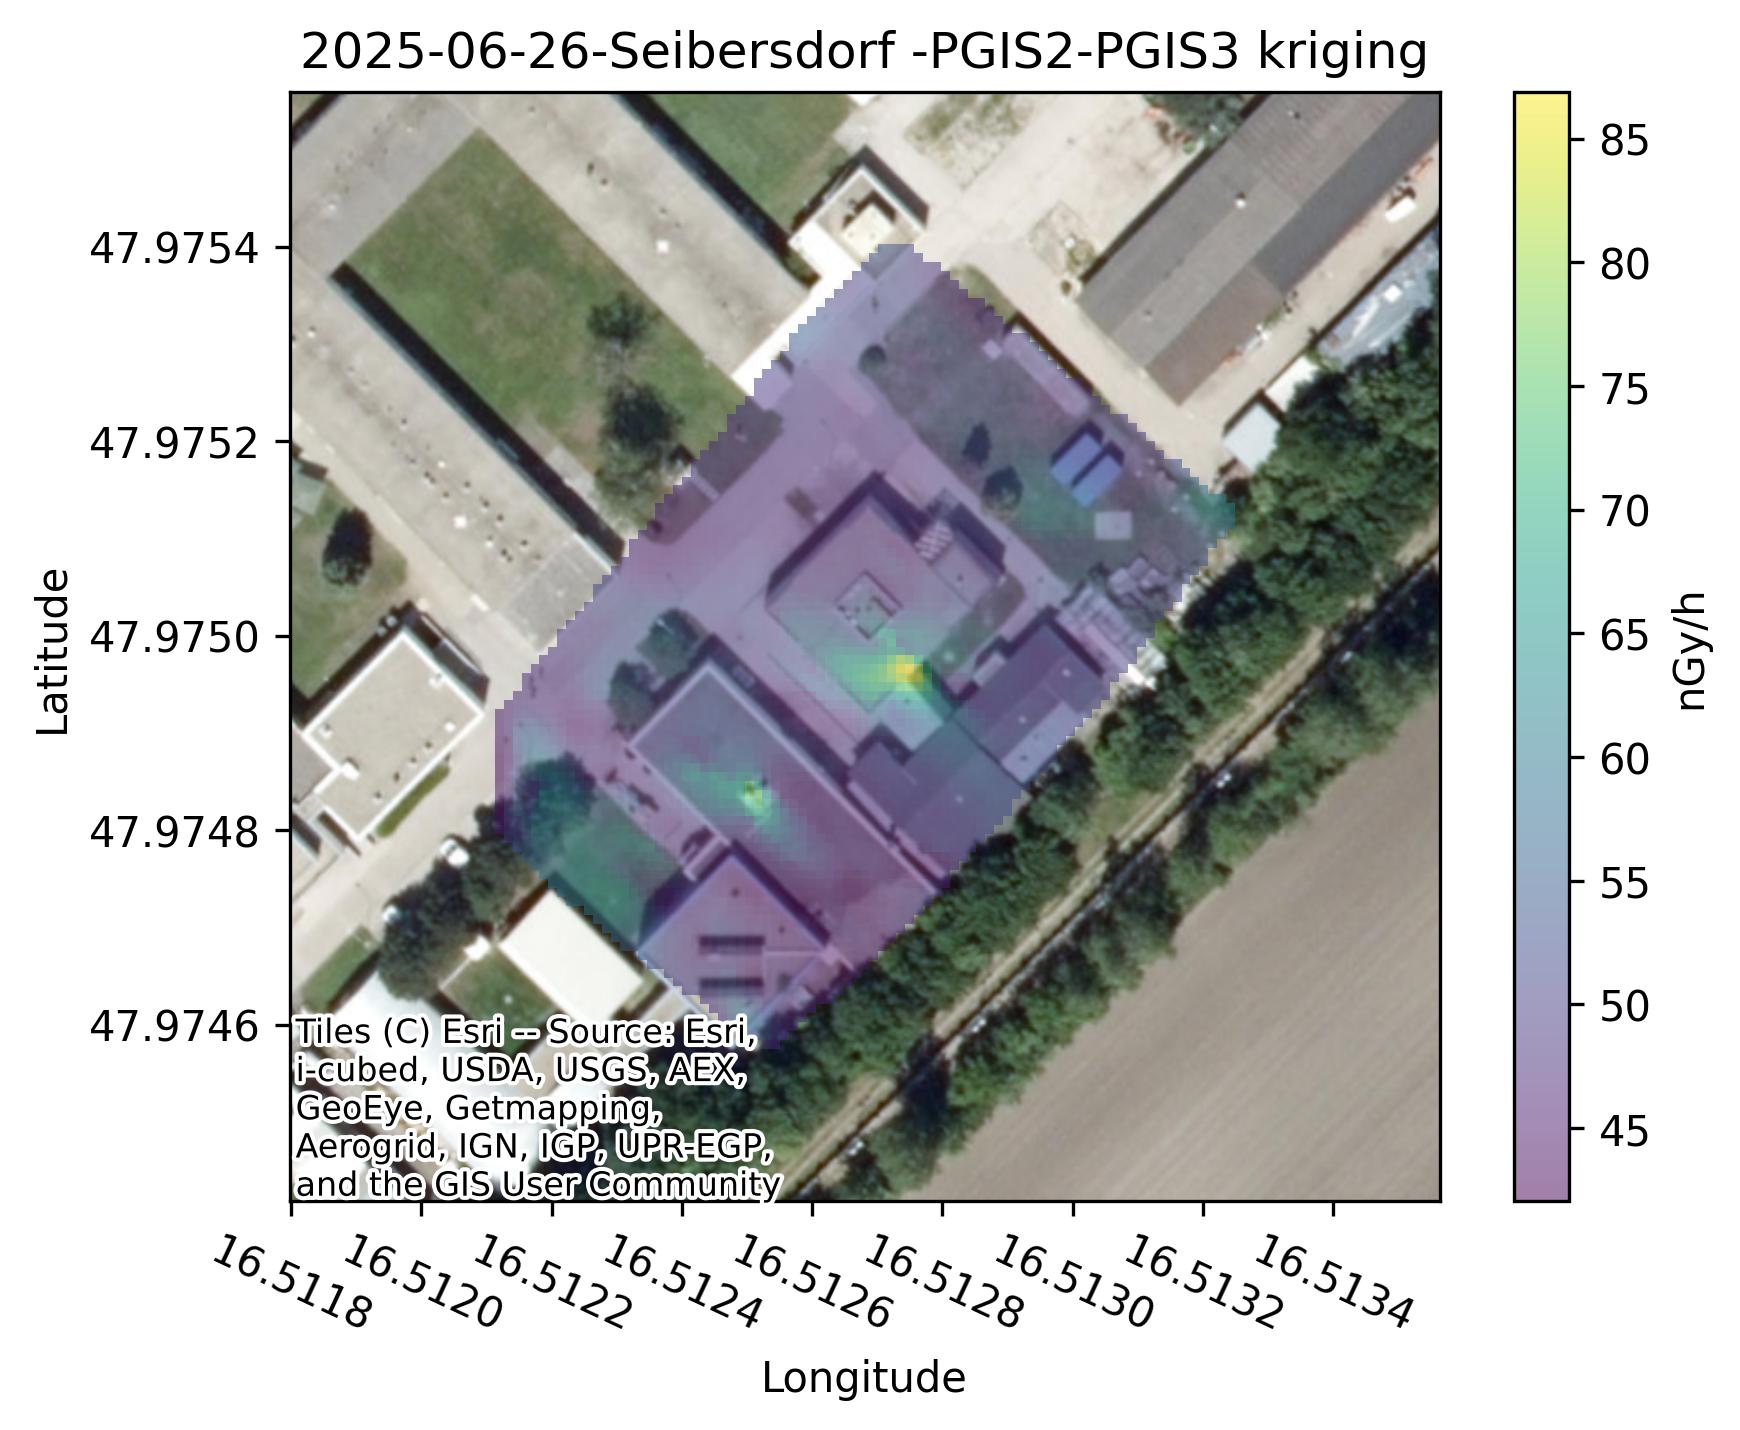 2025-06-26-Seibersdorf -PGIS2-PGIS3 kriging
85
80
75
70
65
60
55
50
45
nGy/h
47.9754
47.9752
47.9750
47.9748
47.9746
Latitude
Tiles (C) Esri -- Source: Esri,
i-cubed, USDA, USGS, AEX,
GeoEye, Getmapping,
Aerogrid, IGN, IGP, UPR-EGP,
and the GIS User Community
16.5118
16.5120
16.5122
16.5124
16.5126
16.5128
16.5130
16.5132
16.5134
Longitude